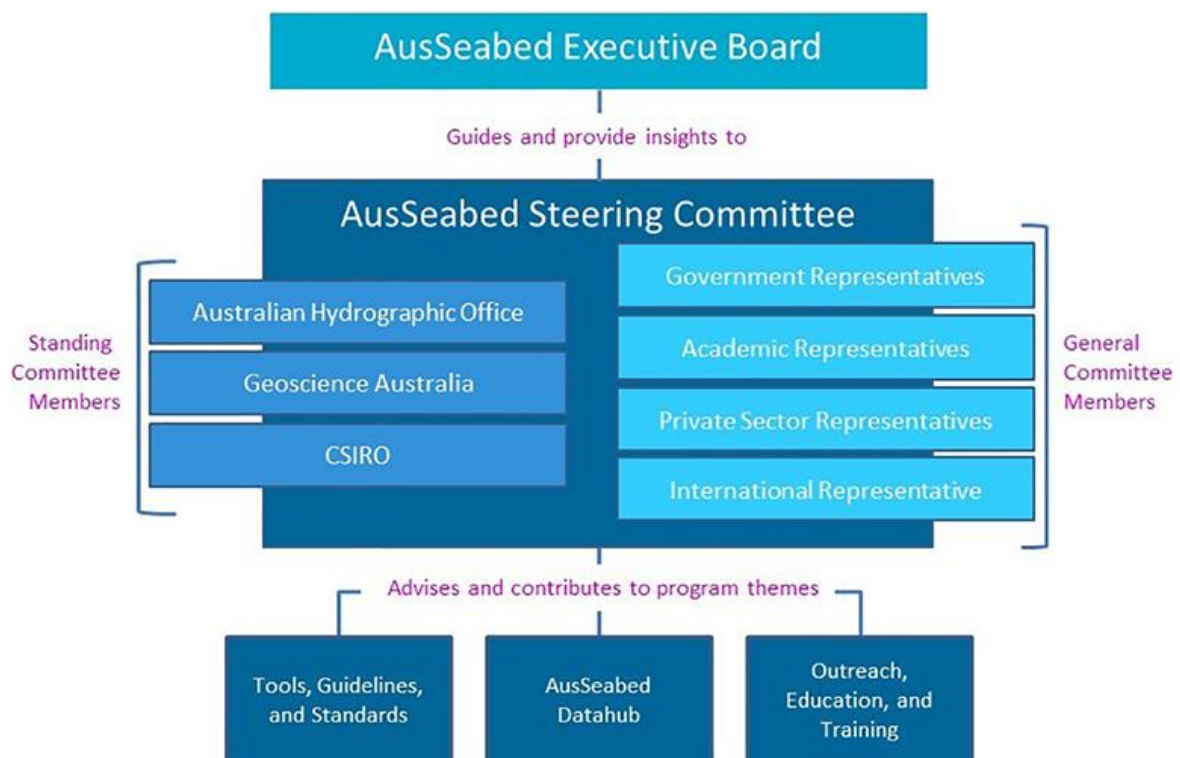 AusSeabed Executive Board
Guides and provide insights to
AusSeabed Steering Committee
Standing
Committee
Members
Australian Hydrographic Office
Geoscience Australia
CSIRO
Government Representatives
Academic Representatives
Private Sector Representatives
International Representative
General
Committee
Members
Advises and contributes to program themes
Tools, Guidelines,
and Standards
AusSeabed
Datahub
Outreach,
Education, and
Training